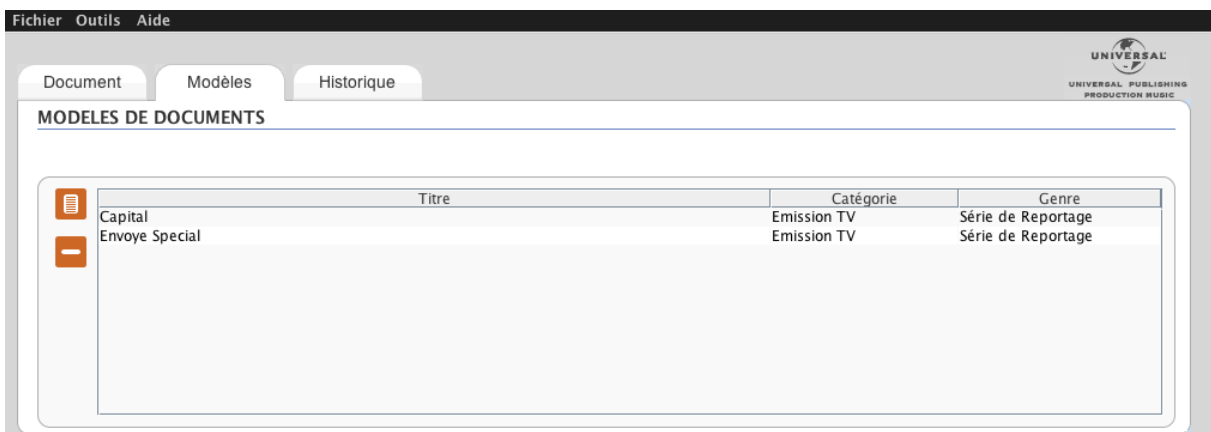 Fichier Outils Aide
UNIVERSAL
UNIVERSAL PUBLISHING
PRODUCTION MUSIC
Document Modèles Historique
MODELES DE DOCUMENTS
Titre Catégorie Genre
Capital Emission TV Série de Reportage
Envoye Special Emission TV Série de Reportage